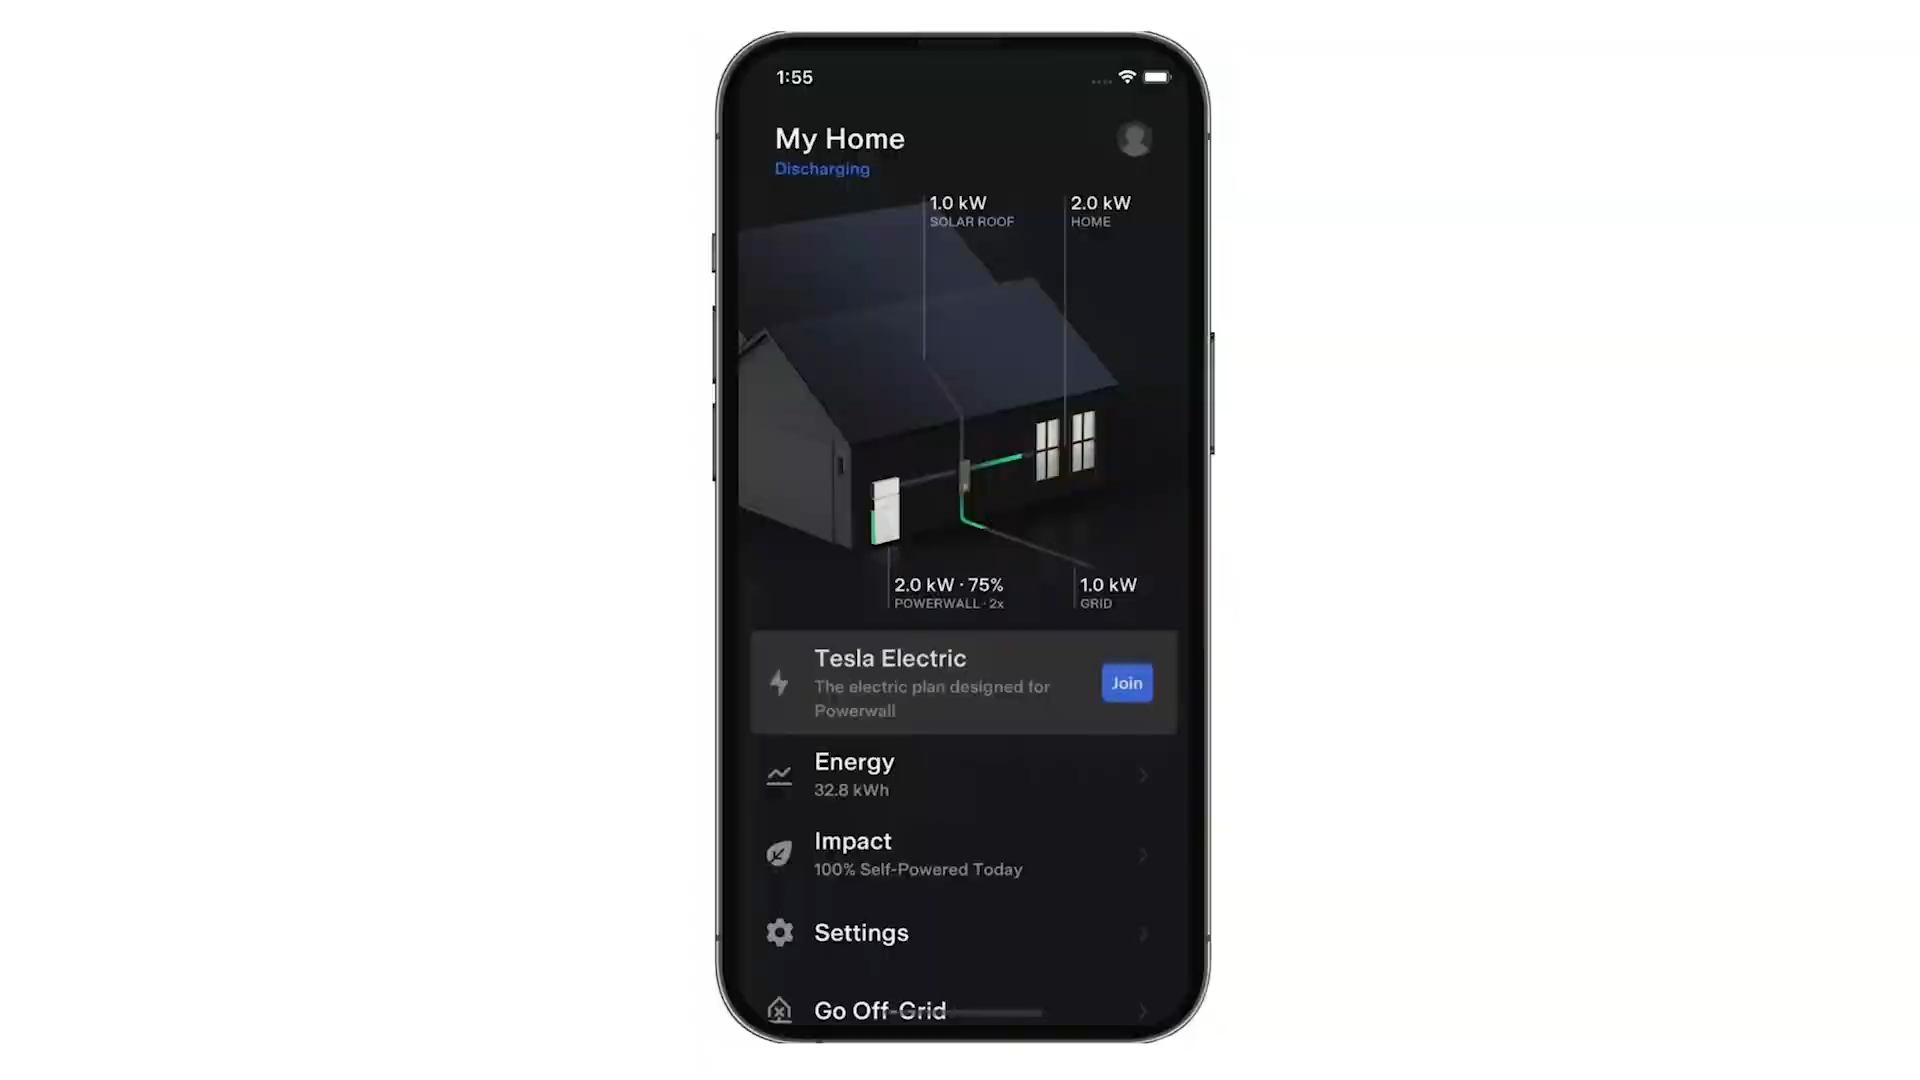 1:55
My Home
Discharging
1.0 kW
SOLAR ROOF
2.0 kW
HOME
2.0 kW · 75%
POWERWALL · 2x
1.0 kW
GRID
Tesla Electric
The electric plan designed for
Powerwall
Join
Energy
32.8 kWh
Impact
100% Self-Powered Today
Settings
Go Off-Grid